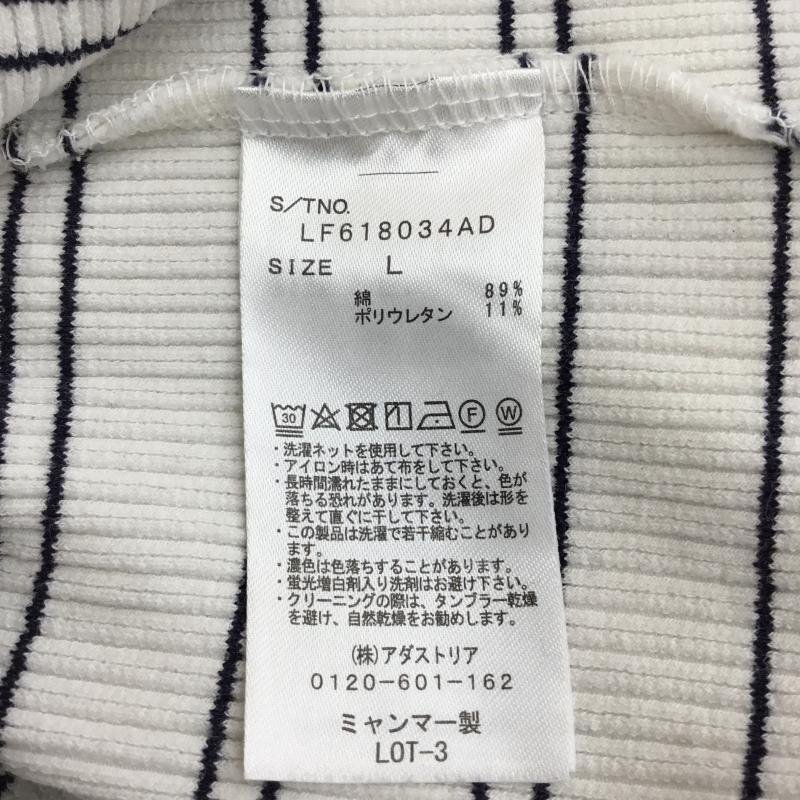 S/TNO.
LF618034AD
SIZE L
綿 89%
ポリウレタン 11%
30 F W
・洗濯ネットを使用して下さい。
・アイロン時はあて布をして下さい。
・長時間濡れたままにしておくと、色が
落ちる恐れがあります。洗濯後は形を
整えて直ぐに干して下さい。
・この製品は洗濯で若干縮むことがあり
ます。
・濃色は色落ちすることがあります。
・蛍光増白剤入り洗剤はお避け下さい。
・クリーニングの際は、タンブラー乾燥
を避け、自然乾燥をお勧めします。
(株)アダストリア
0120-601-162
ミャンマー製
LOT-3